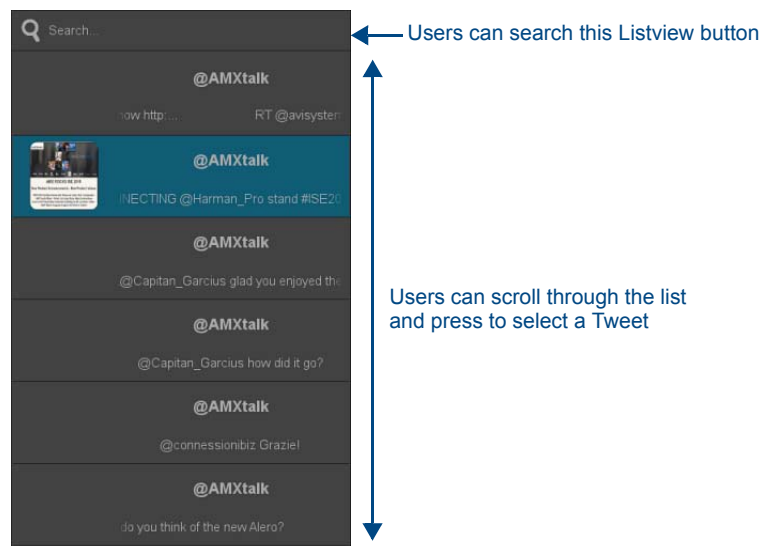 Search...
Users can search this Listview button
@AMXtalk
now http:... RT @avisystem
@AMXtalk
NECTING @Harman_Pro stand #ISE20
@AMXtalk
@Capitan_Garcius glad you enjoyed the
Users can scroll through the list
and press to select a Tweet
@AMXtalk
@Capitan_Garcius how did it go?
@AMXtalk
@connessionibiz Grazie!
@AMXtalk
do you think of the new Alero?